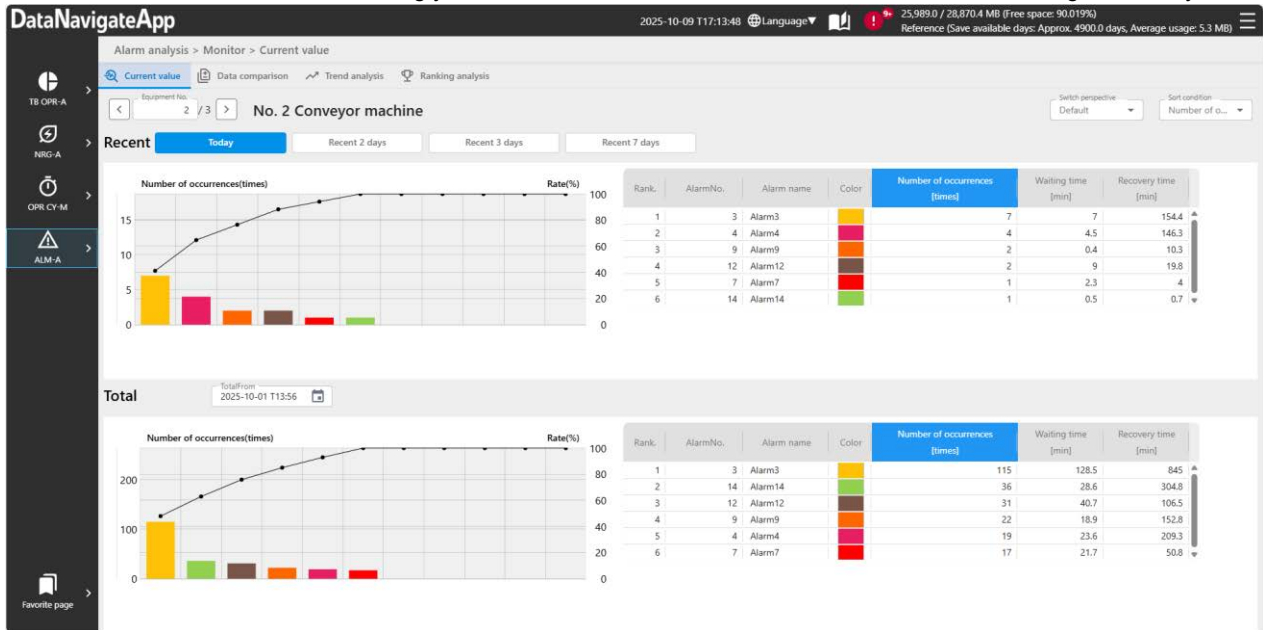 DataNavigateApp
2025-10-09 T17:13:48 Language▼ 9+ 25,989.0 / 28,870.4 MB (Free space: 90.019%)
Reference (Save available days: Approx. 4900.0 days, Average usage: 5.3 MB)
Alarm analysis > Monitor > Current value
Current value Data comparison Trend analysis Ranking analysis
TB OPR-A
NRG-A
OPR CY-M
ALM-A
Favorite page
Equipment No.
2 / 3 No. 2 Conveyor machine
Switch perspective
Default
Sort condition
Number of o...
Recent Today Recent 2 days Recent 3 days Recent 7 days
Number of occurrences(times) Rate(%)
100
15 80
60
10
40
5
20
0 0
Rank. AlarmNo. Alarm name Color Number of occurrences [times] Waiting time [min] Recovery time [min]
1 3 Alarm3 7 7 154.4
2 4 Alarm4 4 4.5 146.3
3 9 Alarm9 2 0.4 10.3
4 12 Alarm12 2 9 19.8
5 7 Alarm7 1 2.3 4
6 14 Alarm14 1 0.5 0.7
Total
TotalFrom
2025-10-01 T13:56
Number of occurrences(times) Rate(%)
100
200 80
60
100
40
20
0 0
Rank. AlarmNo. Alarm name Color Number of occurrences [times] Waiting time [min] Recovery time [min]
1 3 Alarm3 115 128.5 845
2 14 Alarm14 36 28.6 304.8
3 12 Alarm12 31 40.7 106.5
4 9 Alarm9 22 18.9 152.8
5 4 Alarm4 19 23.6 209.3
6 7 Alarm7 17 21.7 50.8